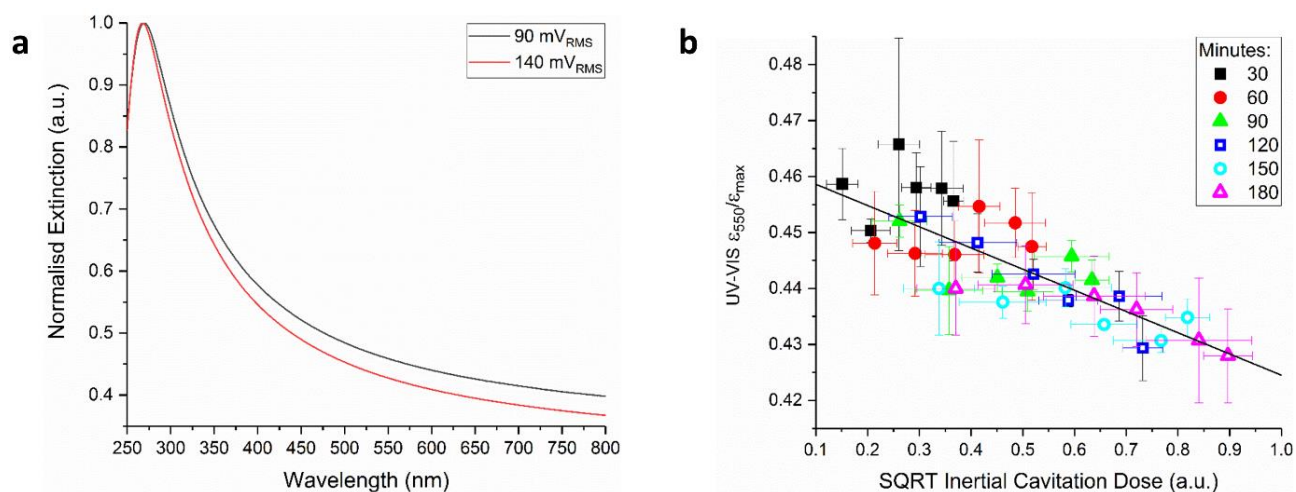 a
1.0
0.9
0.8
0.7
0.6
0.5
0.4
Normalisd Extinction (a.u.)
90 mVRMS
140 mVRMS
250 300 350 400 450 500 550 600 650 700 750 800
Wavelength (nm)
b
0.48
0.47
0.46
0.45
0.44
0.43
0.42
UV-VIS ε550/εmax
Minutes:
30
60
90
120
150
180
0.1 0.2 0.3 0.4 0.5 0.6 0.7 0.8 0.9 1.0
SQRT Inertial Cavitation Dose (a.u.)